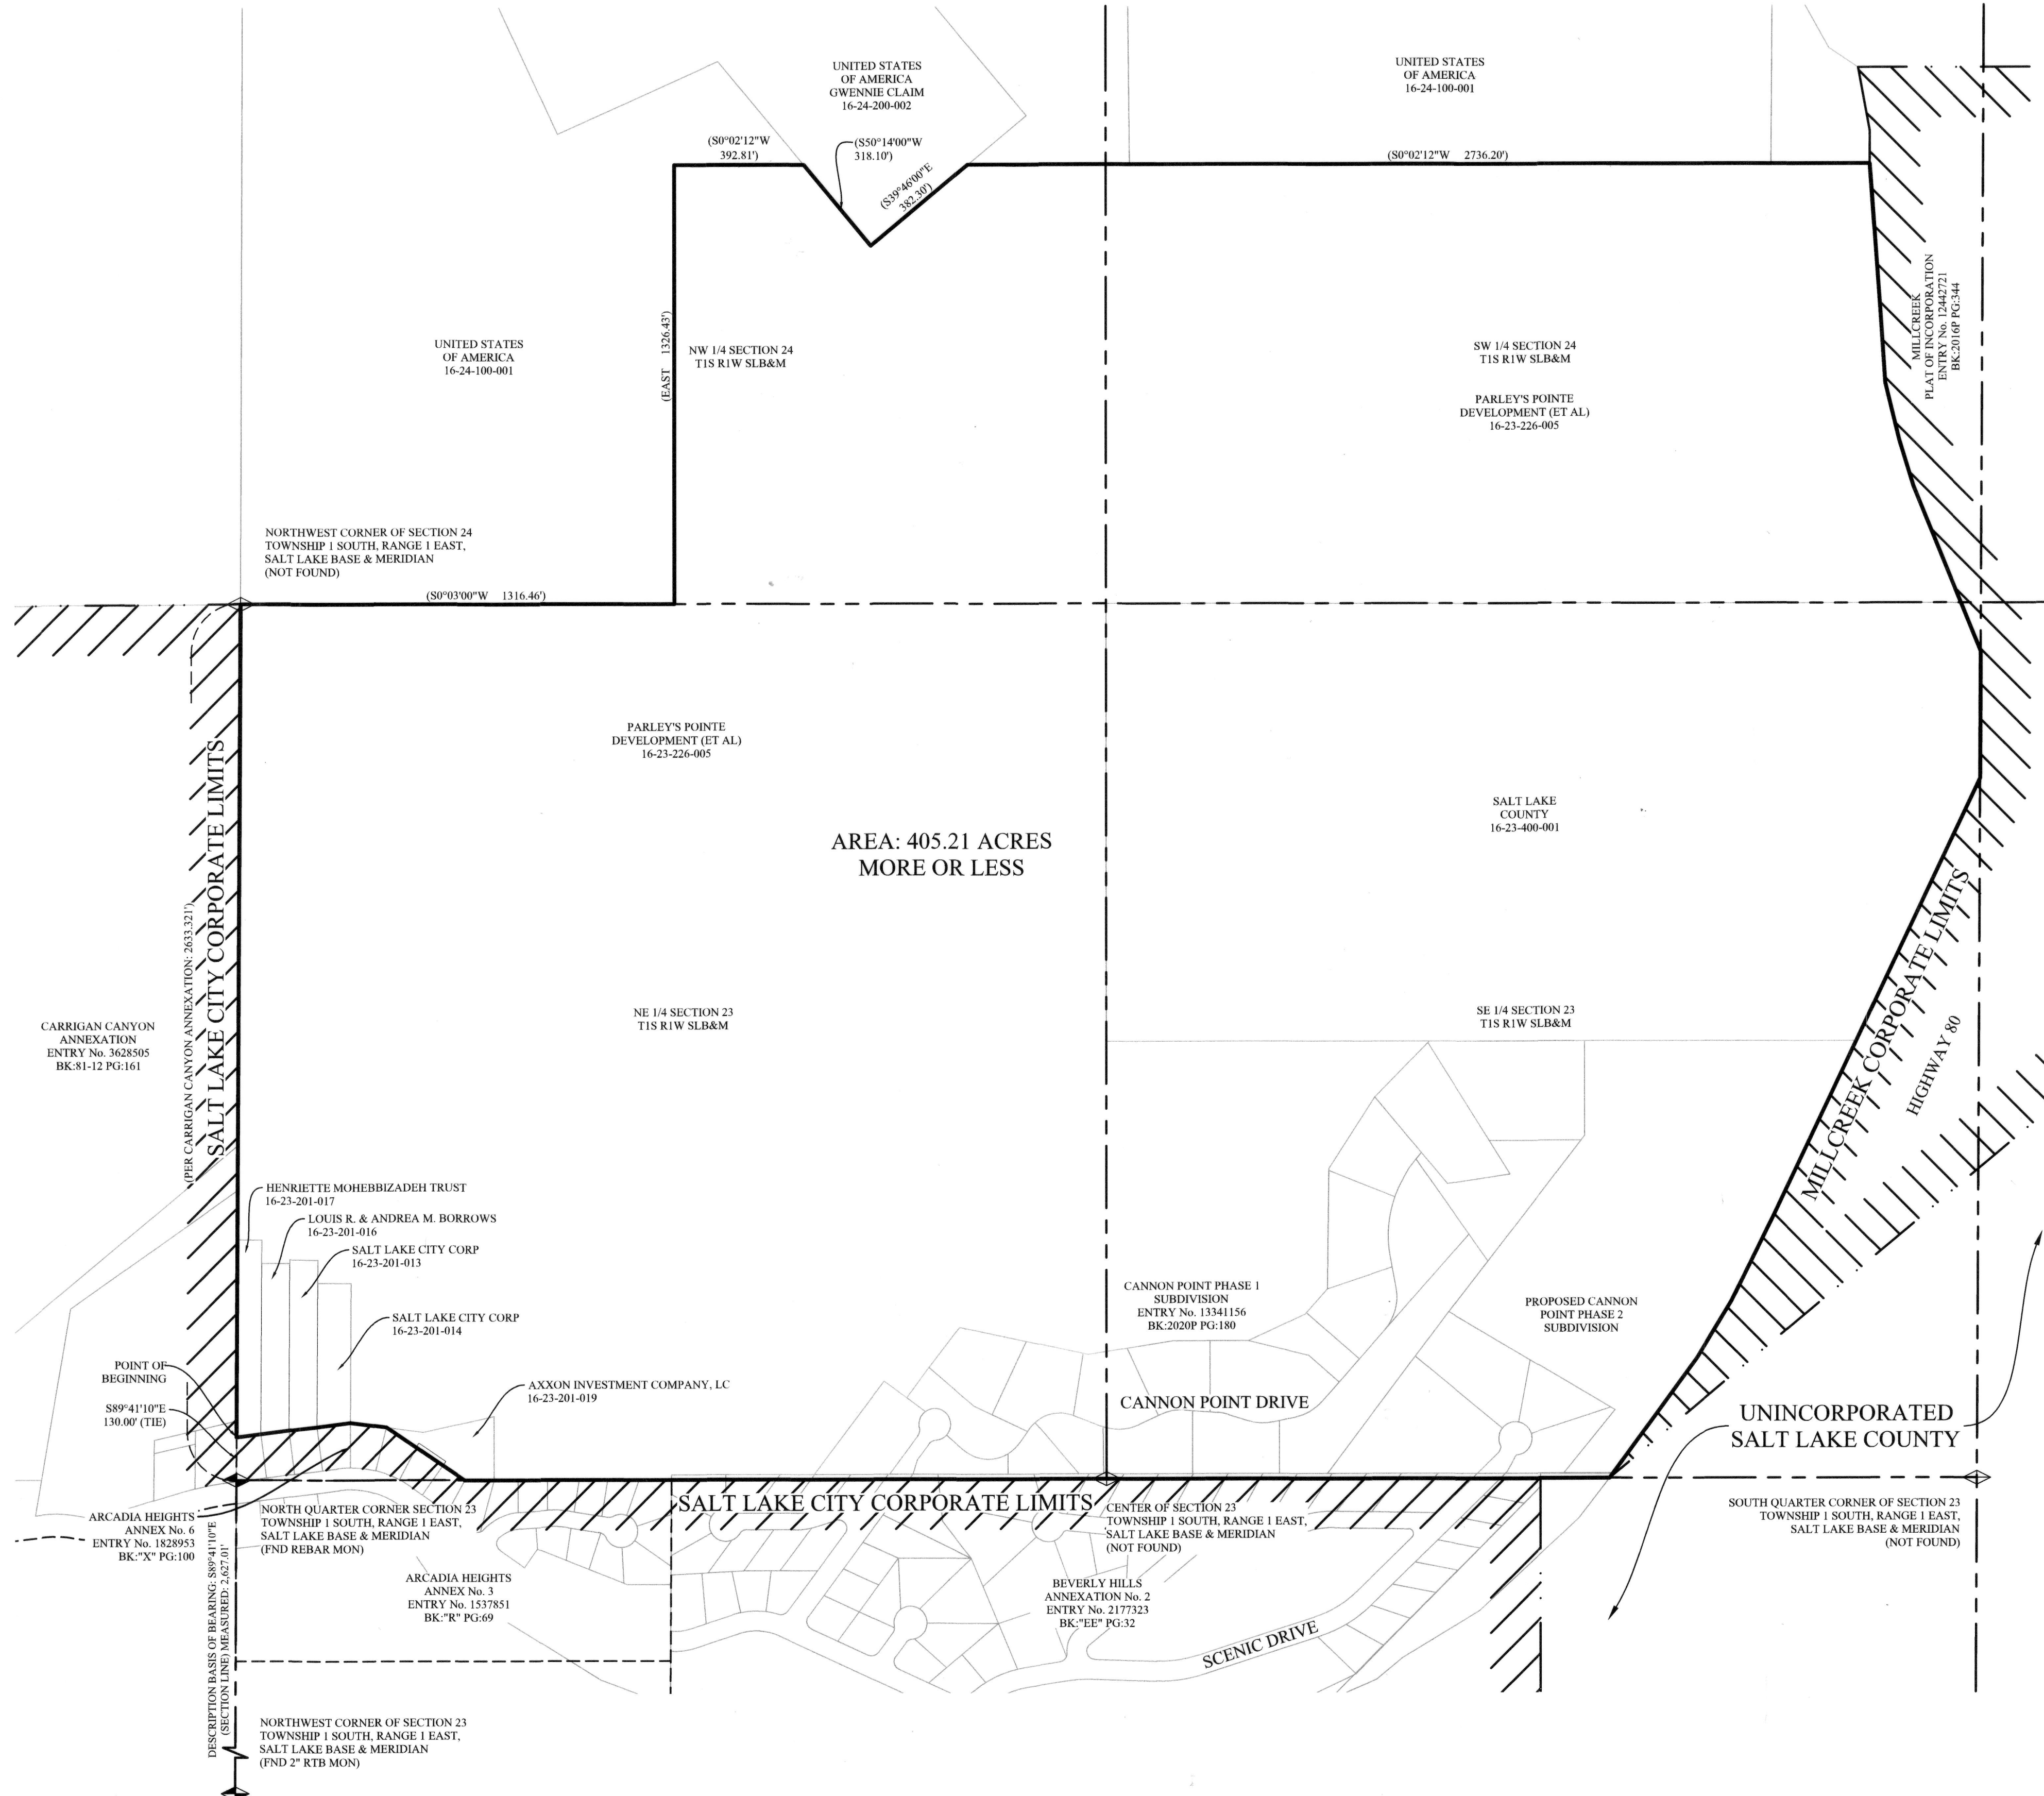 UNITED STATES
OF AMERICA
GWENNIE CLAIM
16-24-200-002
UNITED STATES
OF AMERICA
16-24-100-001
(S0°02'12"W
392.81')
(S50°14'00"W
318.10')
(S39°46'00"E
382.30')
(S0°02'12"W 2736.20')
MILLCREEK
PLAT OF INCORPORATION
ENTRY No. 12442721
BK:2016P PG:344
UNITED STATES
OF AMERICA
16-24-100-001
(EAST 1326.43')
NW 1/4 SECTION 24
T1S R1W SLB&M
SW 1/4 SECTION 24
T1S R1W SLB&M
PARLEY'S POINTE
DEVELOPMENT (ET AL)
16-23-226-005
NORTHWEST CORNER OF SECTION 24
TOWNSHIP 1 SOUTH, RANGE 1 EAST,
SALT LAKE BASE & MERIDIAN
(NOT FOUND)
(S0°03'00"W 1316.46')
PARLEY'S POINTE
DEVELOPMENT (ET AL)
16-23-226-005
SALT LAKE
COUNTY
16-23-400-001
AREA: 405.21 ACRES
MORE OR LESS
(PER CARRIGAN CANYON ANNEXATION: 2633.321')
SALT LAKE CITY CORPORATE LIMITS
CARRIGAN CANYON
ANNEXATION
ENTRY No. 3628505
BK:81-12 PG:161
NE 1/4 SECTION 23
T1S R1W SLB&M
SE 1/4 SECTION 23
T1S R1W SLB&M
MILLCREEK CORPORATE LIMITS
HIGHWAY 80
HENRIETTE MOHEBBIZADEH TRUST
16-23-201-017
LOUIS R. & ANDREA M. BORROWS
16-23-201-016
SALT LAKE CITY CORP
16-23-201-013
SALT LAKE CITY CORP
16-23-201-014
CANNON POINT PHASE 1
SUBDIVISION
ENTRY No. 13341156
BK:2020P PG:180
PROPOSED CANNON
POINT PHASE 2
SUBDIVISION
POINT OF
BEGINNING
S89°41'10"E
130.00' (TIE)
AXXON INVESTMENT COMPANY, LC
16-23-201-019
CANNON POINT DRIVE
UNINCORPORATED
SALT LAKE COUNTY
SALT LAKE CITY CORPORATE LIMITS
ARCADIA HEIGHTS
ANNEX No. 6
ENTRY No. 1828953
BK:"X" PG:100
NORTH QUARTER CORNER SECTION 23
TOWNSHIP 1 SOUTH, RANGE 1 EAST,
SALT LAKE BASE & MERIDIAN
(FND REBAR MON)
CENTER OF SECTION 23
TOWNSHIP 1 SOUTH, RANGE 1 EAST,
SALT LAKE BASE & MERIDIAN
(NOT FOUND)
SOUTH QUARTER CORNER OF SECTION 23
TOWNSHIP 1 SOUTH, RANGE 1 EAST,
SALT LAKE BASE & MERIDIAN
(NOT FOUND)
ARCADIA HEIGHTS
ANNEX No. 3
ENTRY No. 1537851
BK:"R" PG:69
BEVERLY HILLS
ANNEXATION No. 2
ENTRY No. 2177323
BK:"EE" PG:32
SCENIC DRIVE
DESCRIPTION BASIS OF BEARING: S89°41'10"E
(SECTION LINE) MEASURED: 2,627.01'
NORTHWEST CORNER OF SECTION 23
TOWNSHIP 1 SOUTH, RANGE 1 EAST,
SALT LAKE BASE & MERIDIAN
(FND 2" RTB MON)